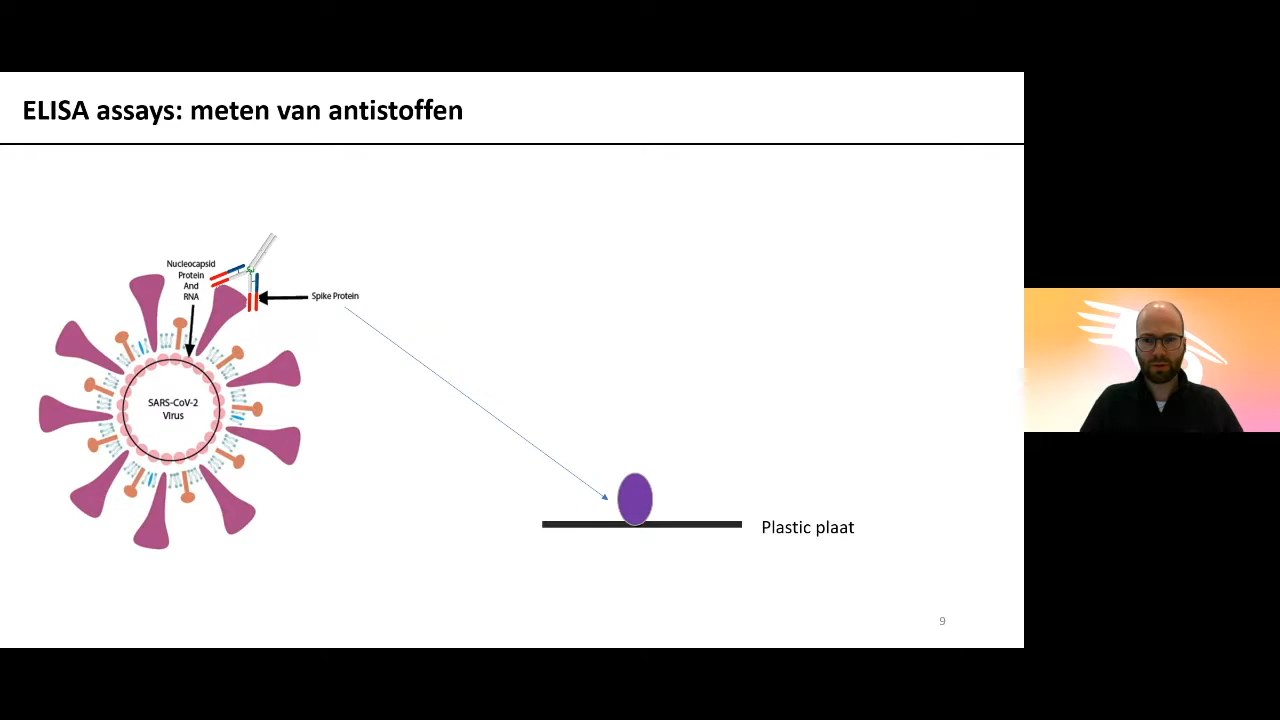 ELISA assays: meten van antistoffen
Nucleocapsid
Protein
And
RNA
Spike Protein
SARS-CoV-2
Virus
Plastic plaat
9